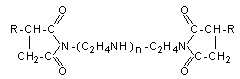 O O
R-CH-C C-CH-R
N-(C₂H₄NH)n-C₂H₄N
CH₂-C C-CH₂
O O